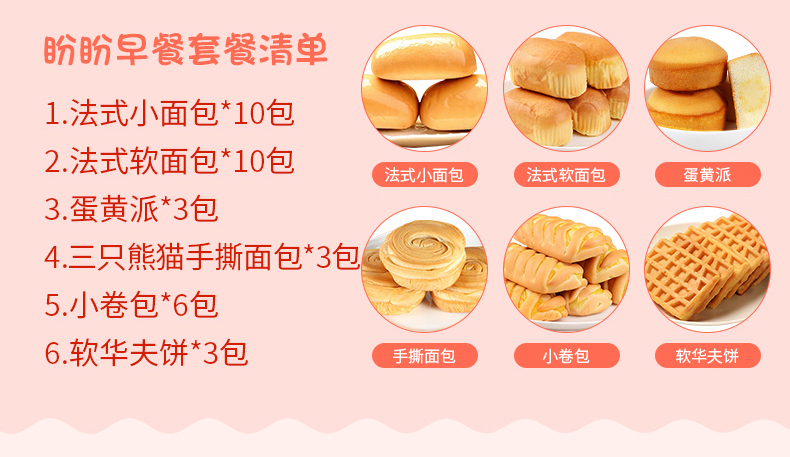 盼盼早餐套餐清单
1.法式小面包*10包
2.法式软面包*10包
3.蛋黄派*3包
4.三只熊猫手撕面包*3包
5.小卷包*6包
6.软华夫饼*3包
法式小面包
法式软面包
蛋黄派
手撕面包
小卷包
软华夫饼